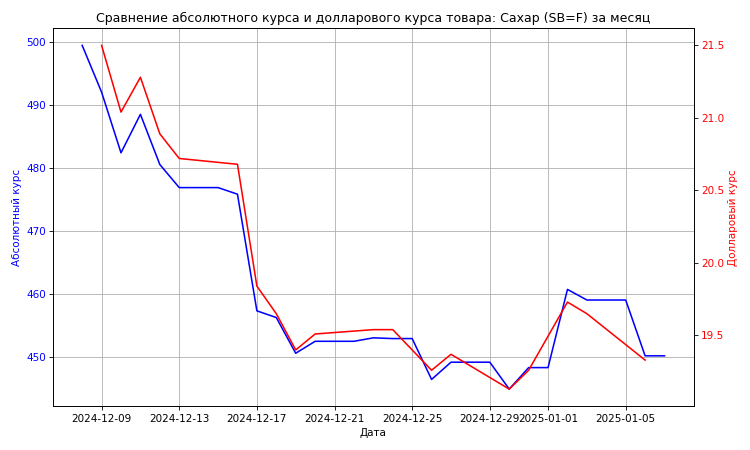 Сравнение абсолютного курса и долларового курса товара: Сахар (SB=F) за месяц
500
490
480
470
460
450
Абсолютный курс
21.5
21.0
20.5
20.0
19.5
Долларовый курс
2024-12-09 2024-12-13 2024-12-17 2024-12-21 2024-12-25 2024-12-29 2025-01-01 2025-01-05
Дата